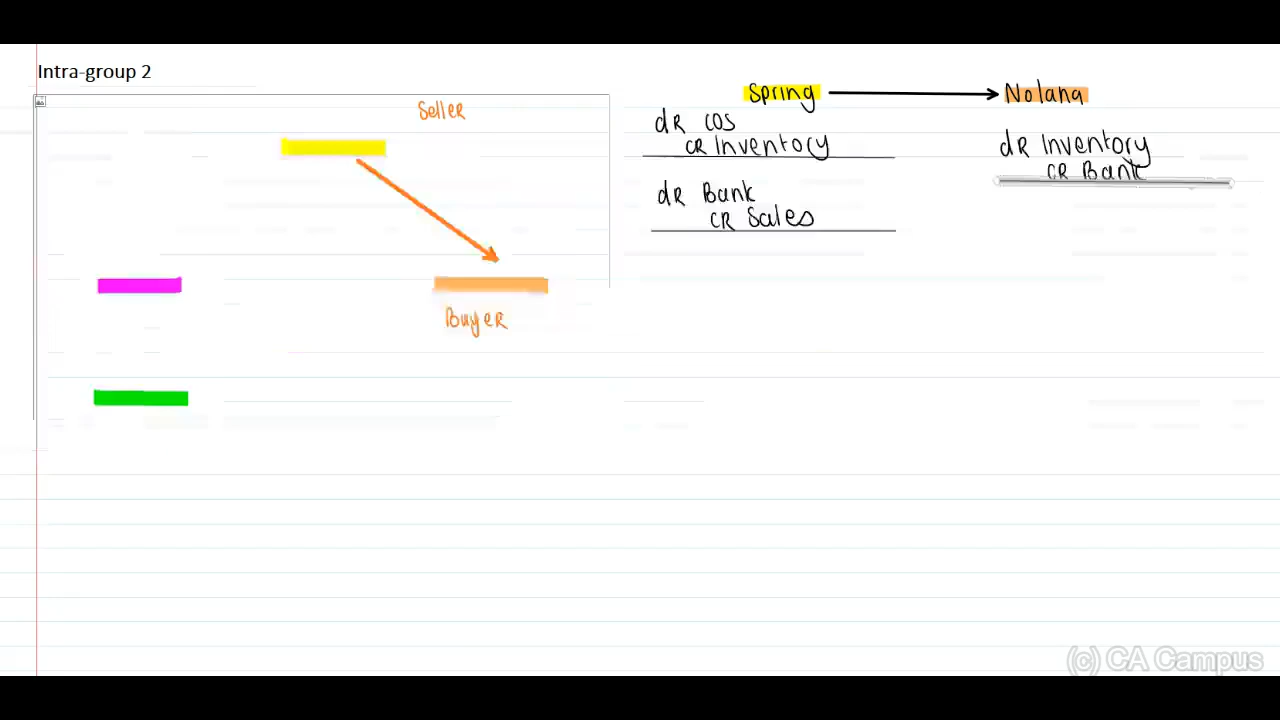 Intra-group 2
Seller
Buyer
Spring
Nolana
dR COS
CR Inventory
dR Bank
CR Sales
dR Inventory
CR Bank
(c) CA Campus